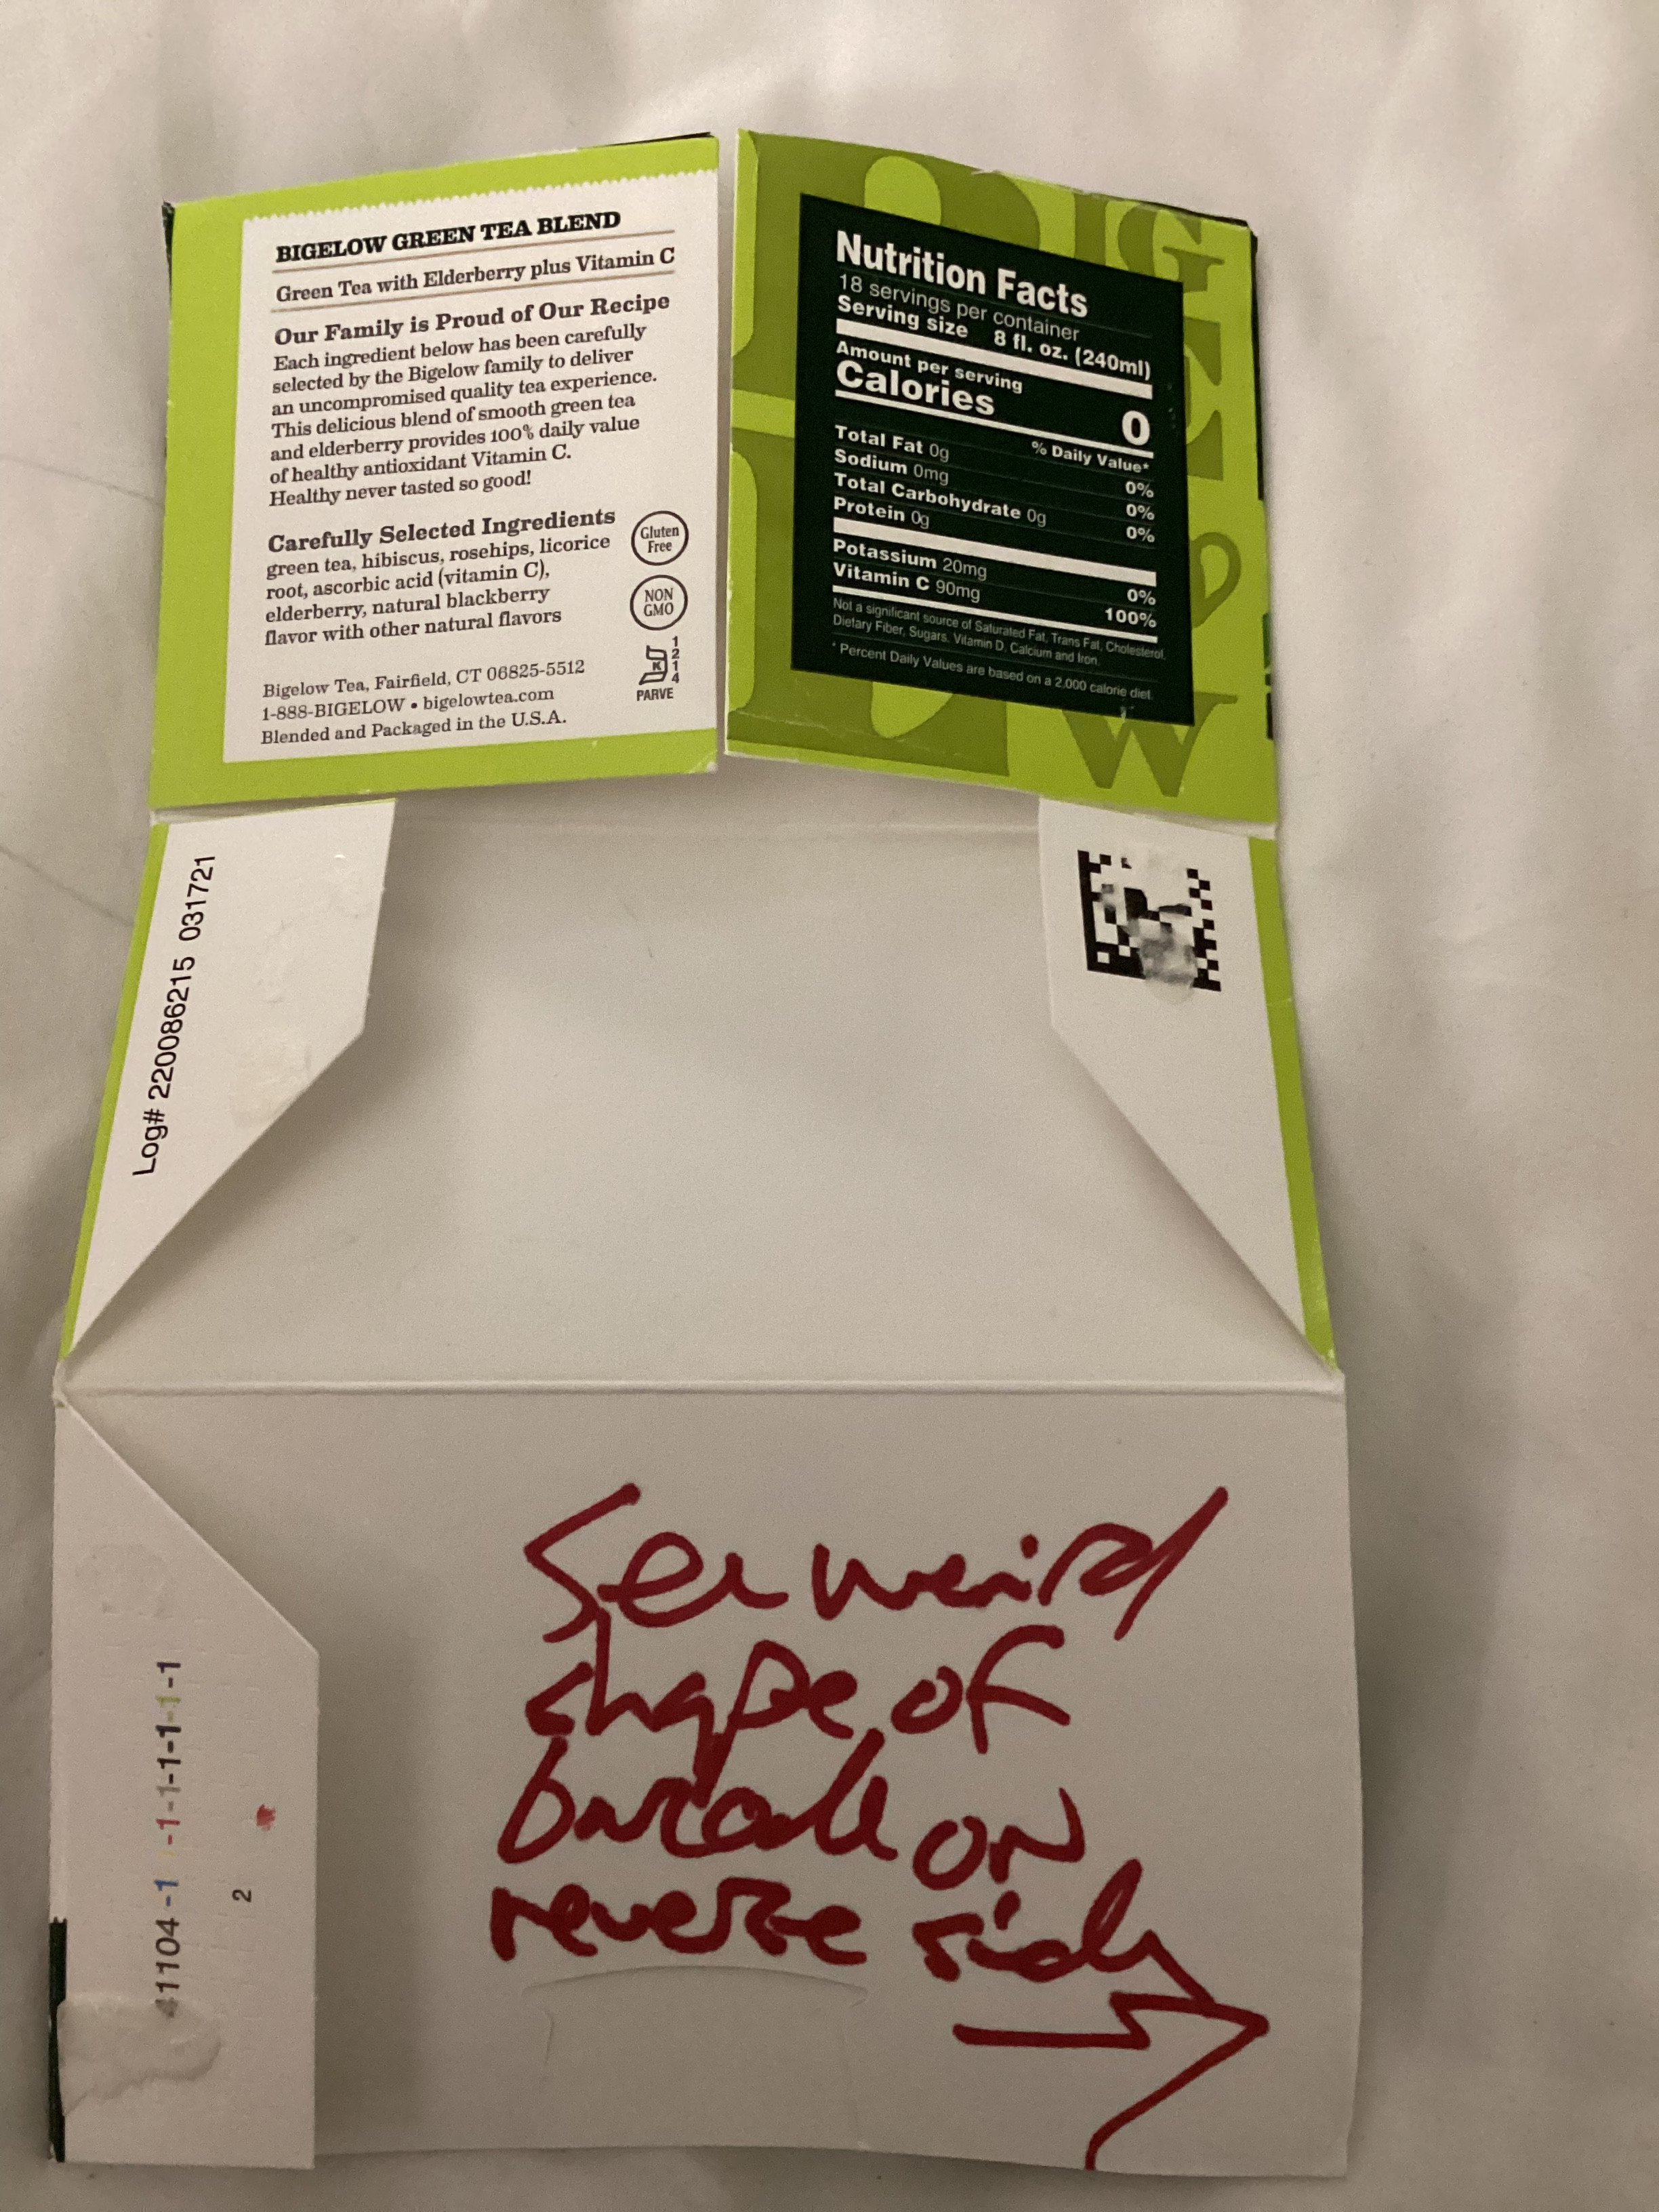 BIGELOW GREEN TEA BLEND
Green Tea with Elderberry plus Vitamin C
Our Family is Proud of Our Recipe
Each ingredient below has been carefully
selected by the Bigelow family to deliver
an uncompromised quality tea experience.
This delicious blend of smooth green tea
and elderberry provides 100% daily value
of healthy antioxidant Vitamin C.
Healthy never tasted so good!
Carefully Selected Ingredients
green tea, hibiscus, rosehips, licorice
root, ascorbic acid (vitamin C),
elderberry, natural blackberry
flavor with other natural flavors
Gluten
Free
NON
GMO
K
1214
PARVE
Bigelow Tea, Fairfield, CT 06825-5512
1-888-BIGELOW • bigelowtea.com
Blended and Packaged in the U.S.A.
Nutrition Facts
18 servings per container
Serving size 8 fl. oz. (240ml)
Amount per serving
Calories 0
% Daily Value*
Total Fat 0g 0%
Sodium 0mg 0%
Total Carbohydrate 0g 0%
Protein 0g
Potassium 20mg 0%
Vitamin C 90mg 100%
Not a significant source of Saturated Fat, Trans Fat, Cholesterol,
Dietary Fiber, Sugars, Vitamin D, Calcium and Iron.
* Percent Daily Values are based on a 2,000 calorie diet.
Log# 220086215 031721
41104-1 -1-1-1-1-1-1
2
See weird
shape of
barcode on
reverse side